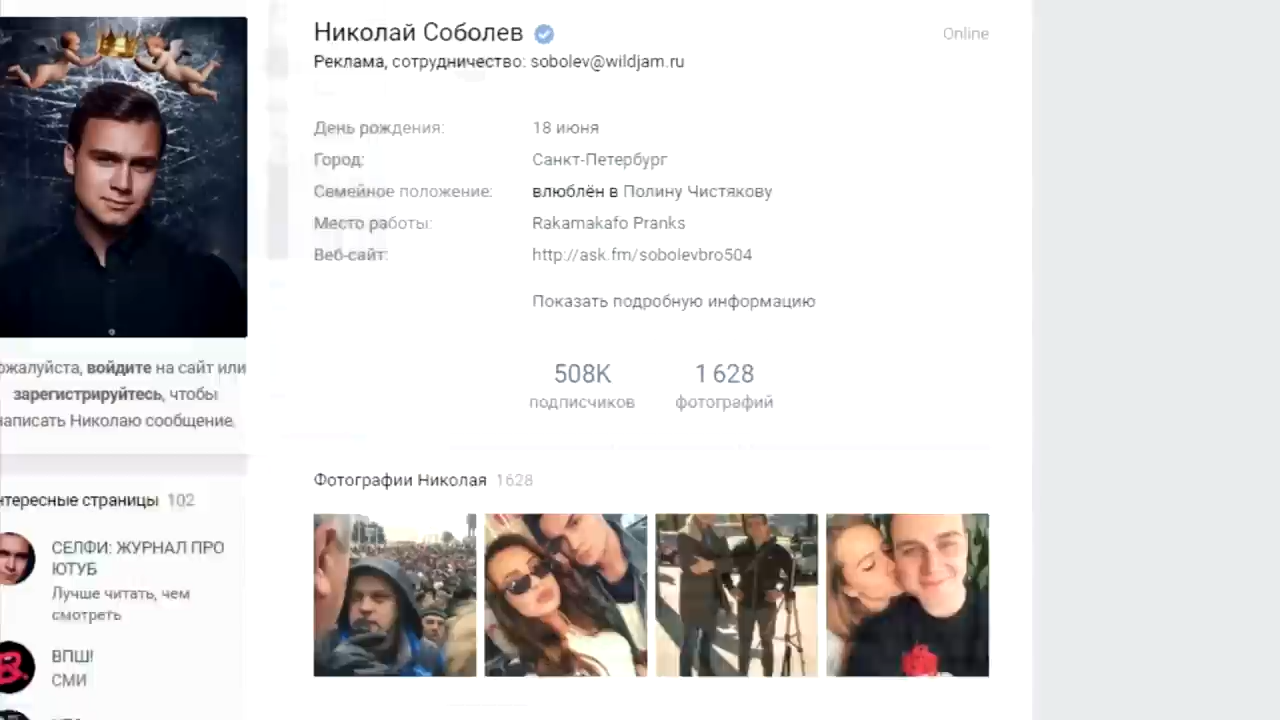 Николай Соболев
Online
Реклама, сотрудничество: sobolev@wildjam.ru
День рождения: 18 июня
Город: Санкт-Петербург
Семейное положение: влюблён в Полину Чистякову
Место работы: Rakamakafo Pranks
Веб-сайт: http://ask.fm/sobolevbro504
Показать подробную информацию
508K 1 628
подписчиков фотографий
Фотографии Николая 1628
ожалуйста, войдите на сайт или
зарегистрируйтесь, чтобы
написать Николаю сообщение.
нтересные страницы 102
СЕЛФИ: ЖУРНАЛ ПРО
ЮТУБ
Лучше читать, чем
смотреть
ВПШ!
СМИ